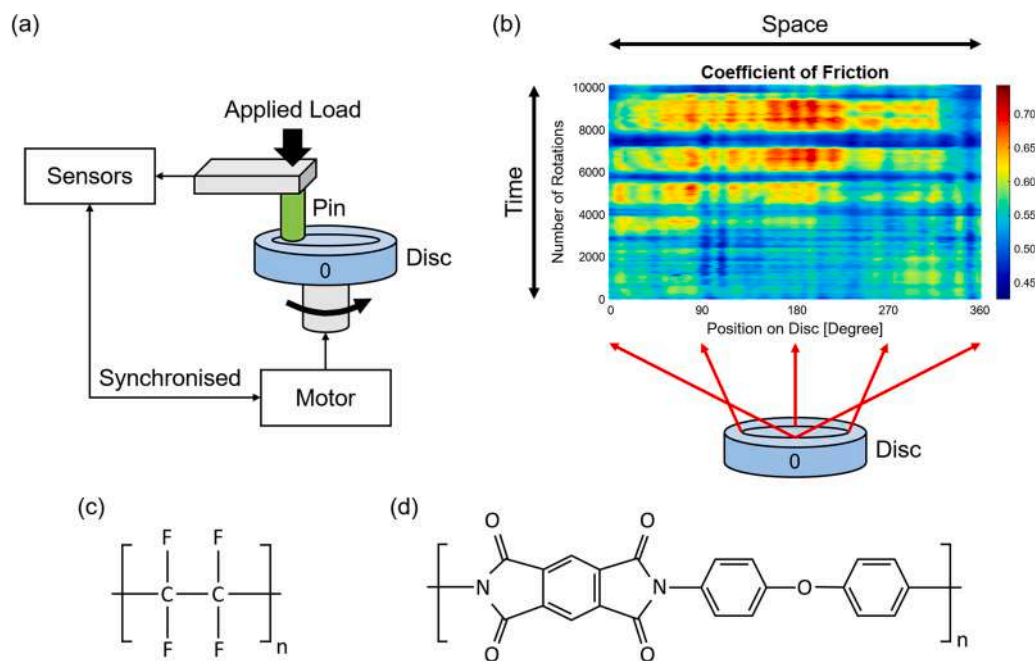 (a)
Applied Load
Sensors
Pin
Disc
0
Synchronised
Motor
(b)
Space
Coefficient of Friction
Time
Number of Rotations
10000
8000
6000
4000
2000
0
0 90 180 270 360
Position on Disc [Degree]
0.70
0.65
0.60
0.55
0.50
0.45
Disc
0
(c)
F F
C C
F F
n
(d)
O O
N N O
O O
n